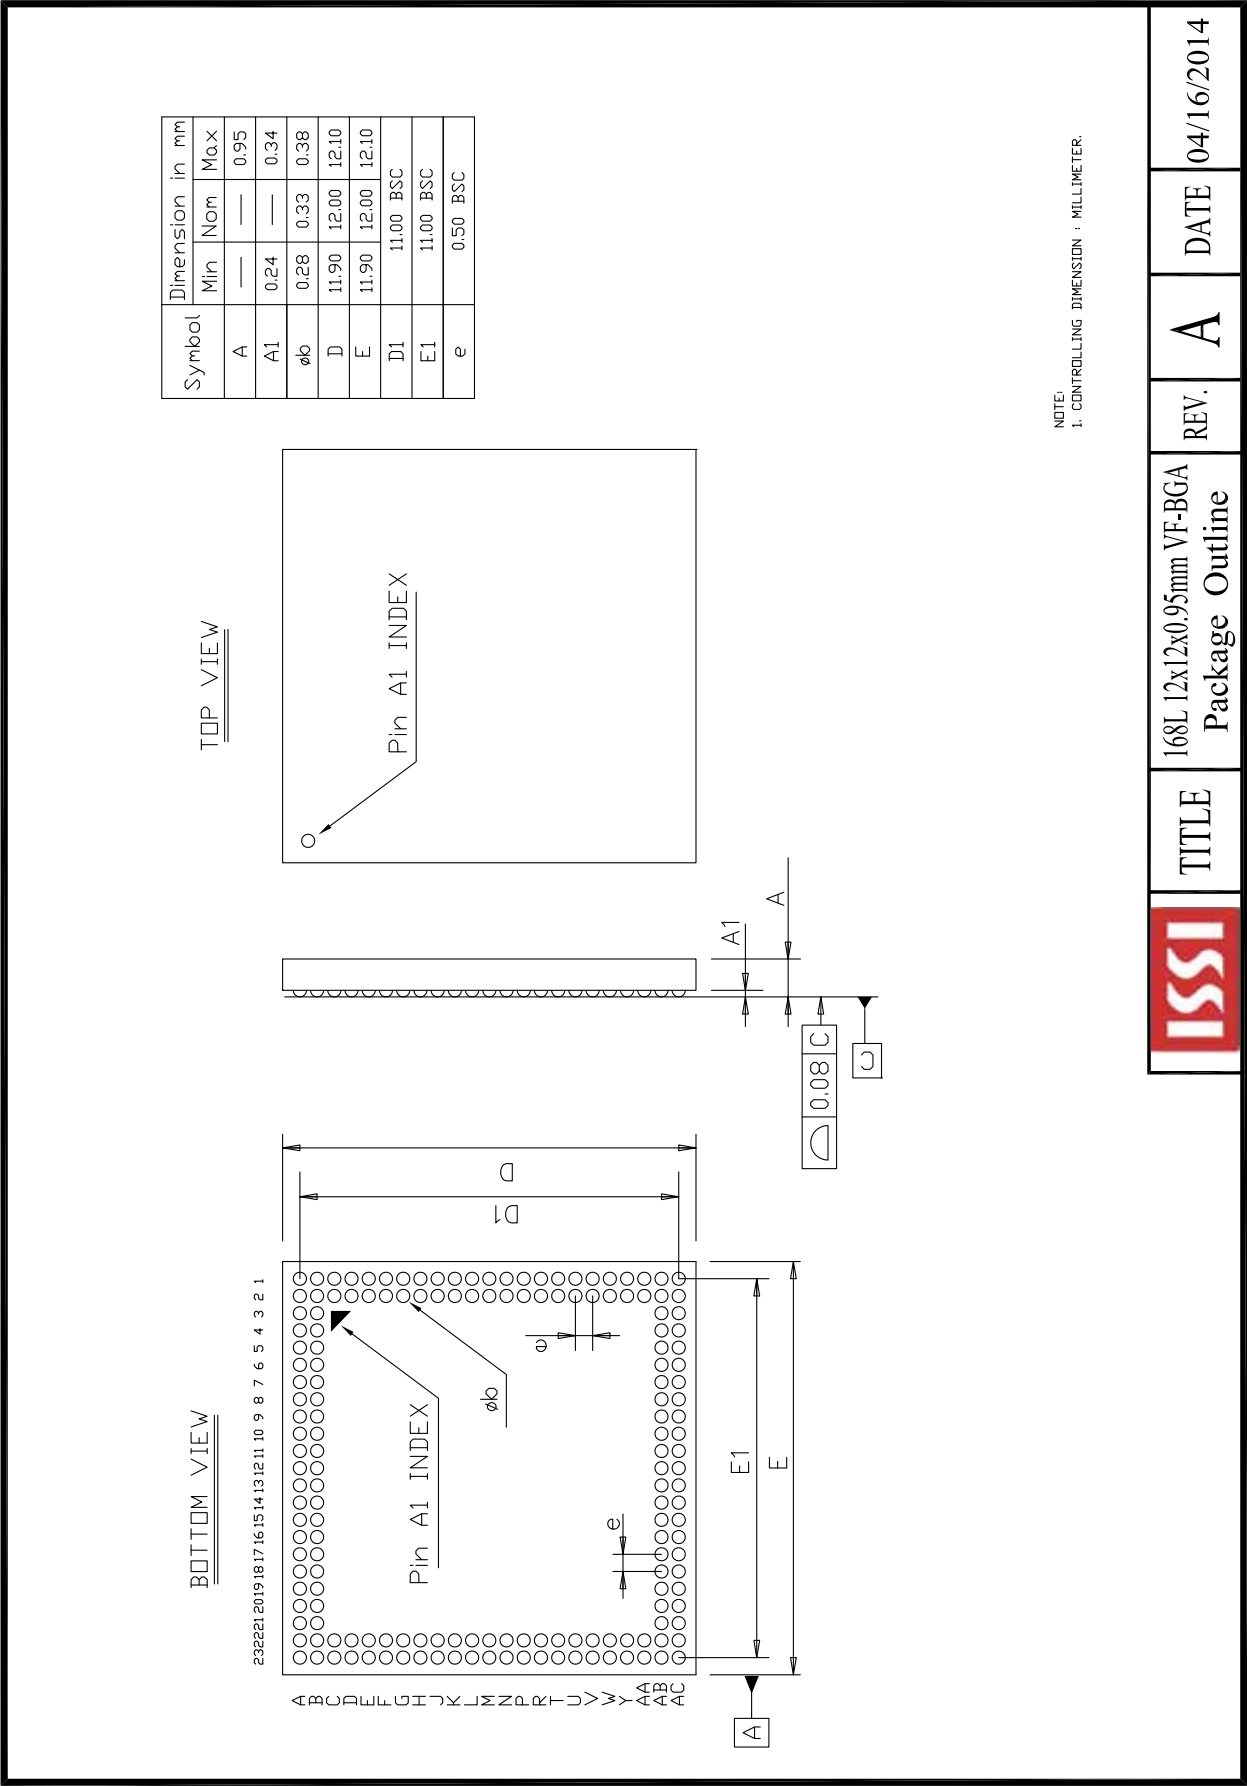 BOTTOM VIEW
23 22 21 20 19 18 17 16 15 14 13 12 11 10 9 8 7 6 5 4 3 2 1
A
B
C
D
E
F
G
H
J
K
L
M
N
P
R
T
U
V
W
Y
AA
AB
AC
Pin A1 INDEX
øb
e
e
E1
E
A
D1
D
A1
A
0.08 C
C
TOP VIEW
Pin A1 INDEX
Symbol Dimension in mm
Min Nom Max
A — — 0.95
A1 0.24 — 0.34
øb 0.28 0.33 0.38
D 11.90 12.00 12.10
E 11.90 12.00 12.10
D1 11.00 BSC
E1 11.00 BSC
e 0.50 BSC
NOTE:
1. CONTROLLING DIMENSION : MILLIMETER.
ISSI
TITLE
168L 12x12x0.95mm VF-BGA
Package Outline
REV.
A
DATE
04/16/2014